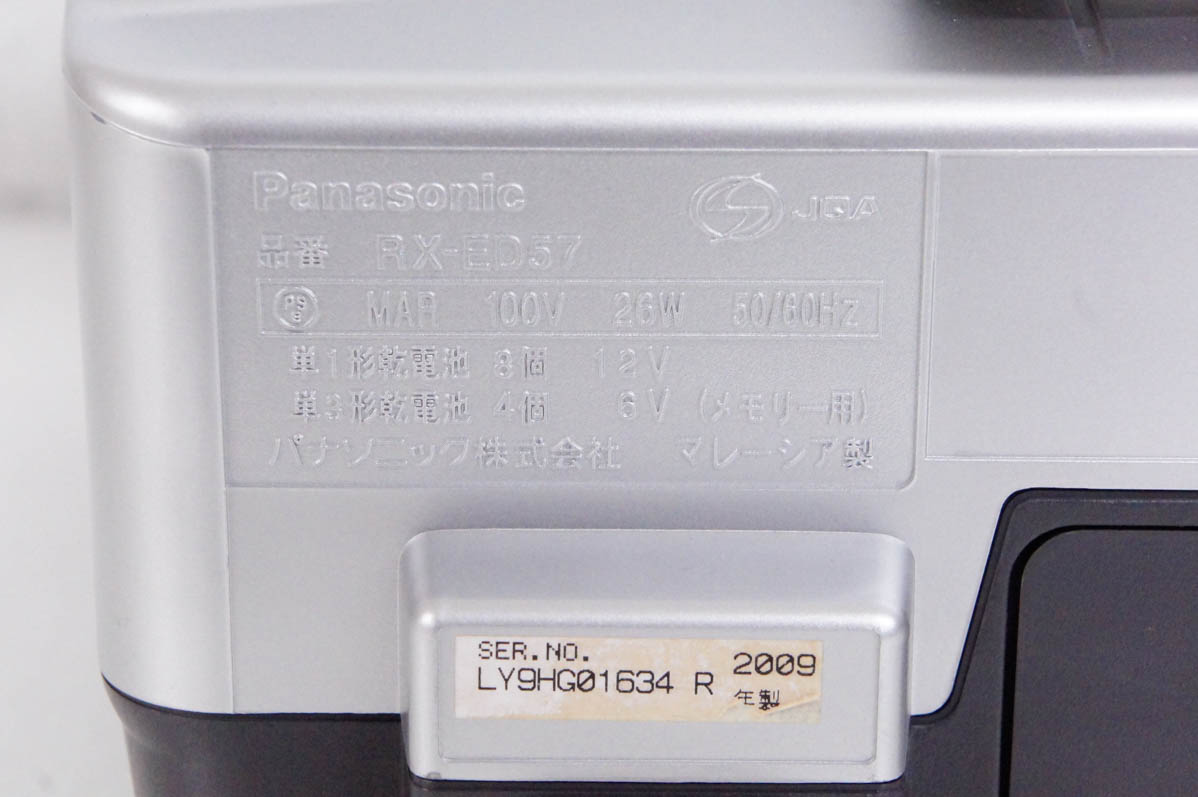 Panasonic JQA
品番 RX-ED57
PS E MAR 100V 26W 50/60Hz
単1形乾電池 8個 12V
単3形乾電池 4個 6V (メモリー用)
パナソニック株式会社 マレーシア製
SER.NO.
LY9HG01634 R 2009
年製